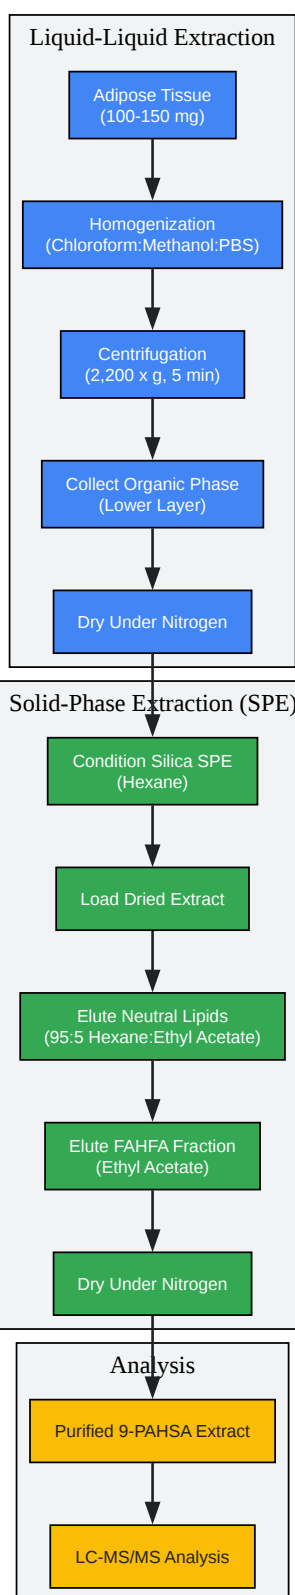 Liquid-Liquid Extraction
Adipose Tissue
(100-150 mg)
Homogenization
(Chloroform:Methanol:PBS)
Centrifugation
(2,200 x g, 5 min)
Collect Organic Phase
(Lower Layer)
Dry Under Nitrogen
Solid-Phase Extraction (SPE)
Condition Silica SPE
(Hexane)
Load Dried Extract
Elute Neutral Lipids
(95:5 Hexane:Ethyl Acetate)
Elute FAHFA Fraction
(Ethyl Acetate)
Dry Under Nitrogen
Analysis
Purified 9-PAHSA Extract
LC-MS/MS Analysis